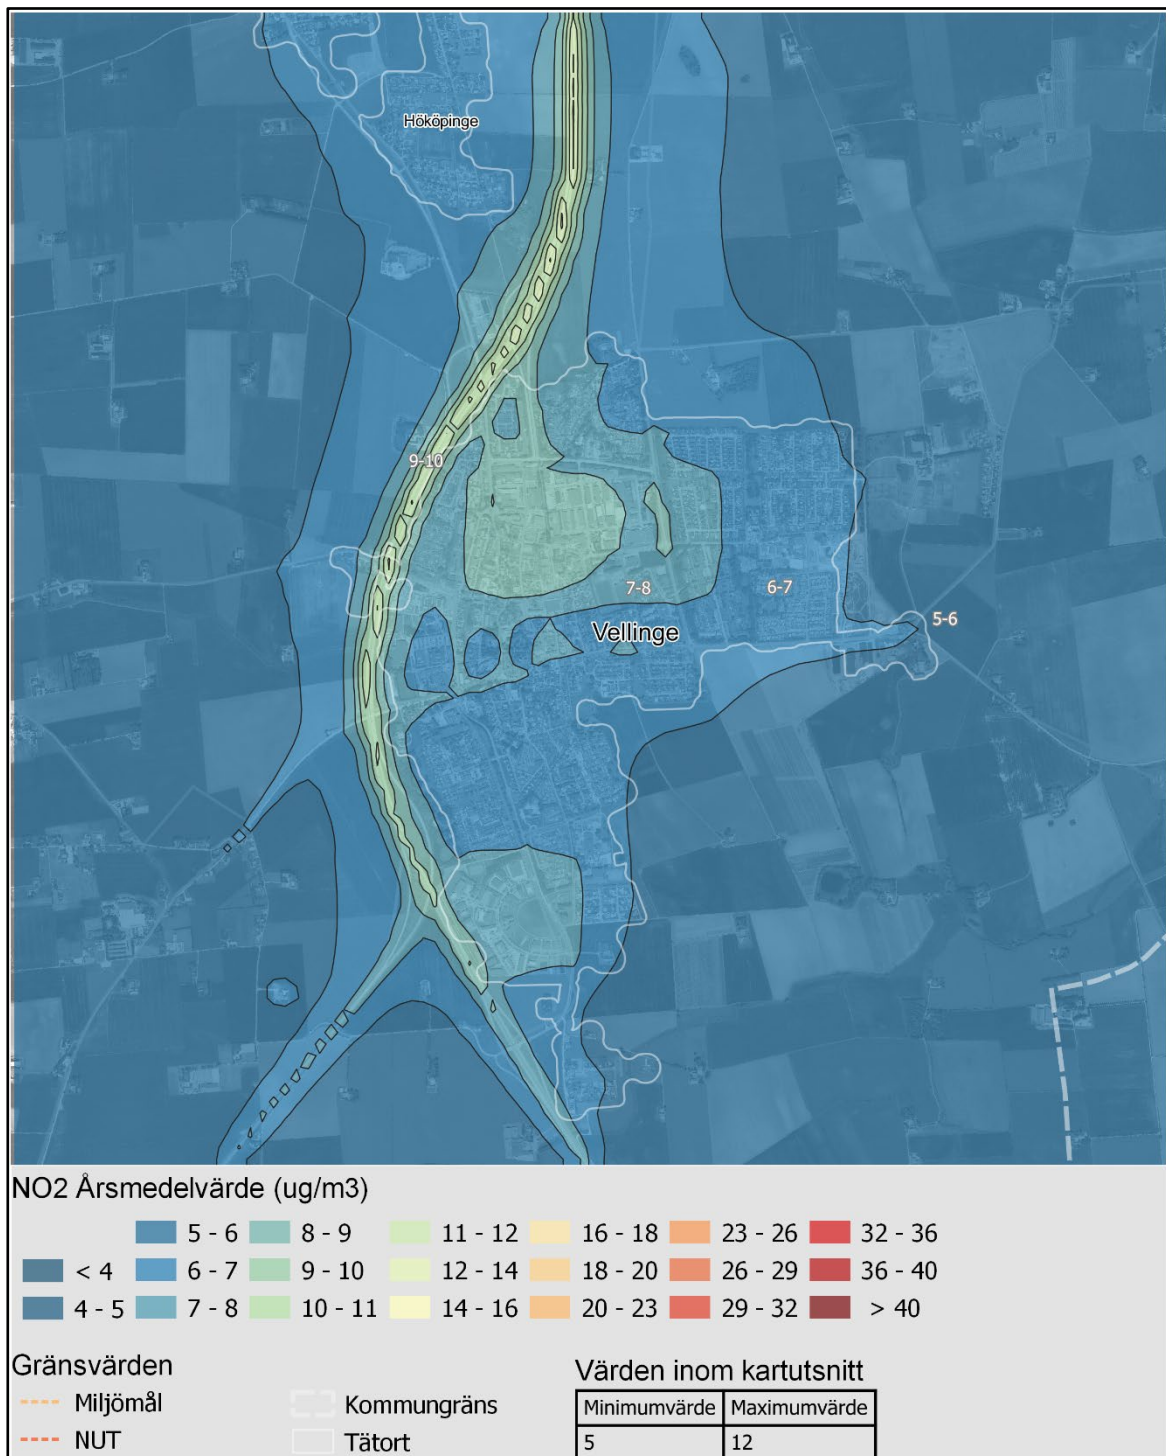 Hököpinge
9-10
7-8
6-7
5-6
Vellinge
NO2 Årsmedelvärde (ug/m3)
5 - 6
8 - 9
11 - 12
16 - 18
23 - 26
32 - 36
< 4
6 - 7
9 - 10
12 - 14
18 - 20
26 - 29
36 - 40
4 - 5
7 - 8
10 - 11
14 - 16
20 - 23
29 - 32
> 40
Gränsvärden
Miljömål
NUT
Kommungräns
Tätort
Värden inom kartutsnitt
Minimumvärde Maximumvärde
5 12